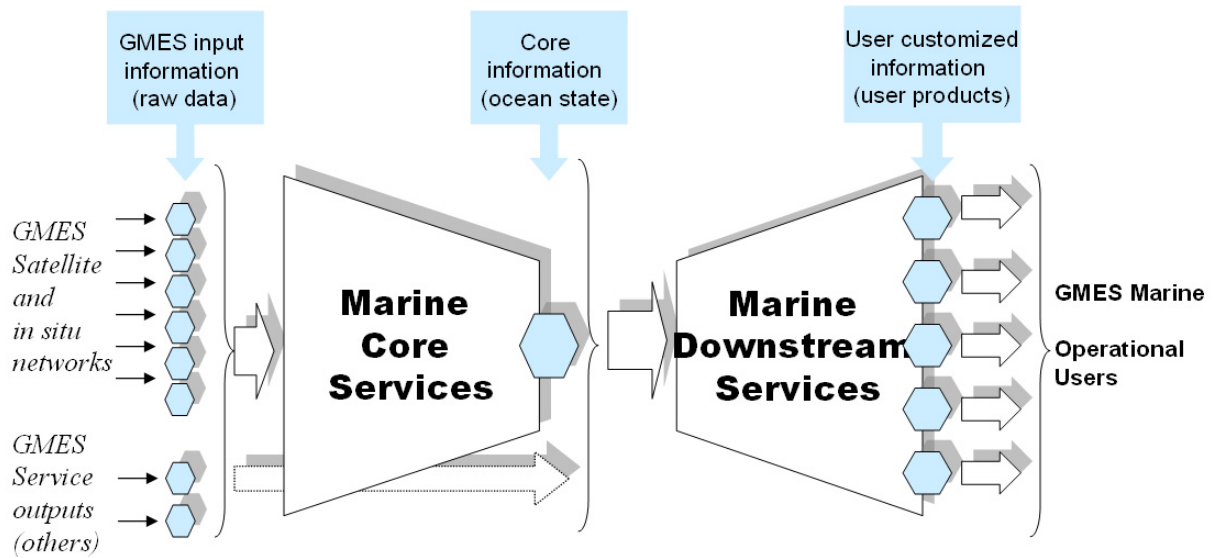 GMES input
information
(raw data)
Core
information
(ocean state)
User customized
information
(user products)
GMES
Satellite
and
in situ
networks
GMES
Service
outputs
(others)
Marine
Core
Services
Marine
Downstream
Services
GMES Marine
Operational
Users